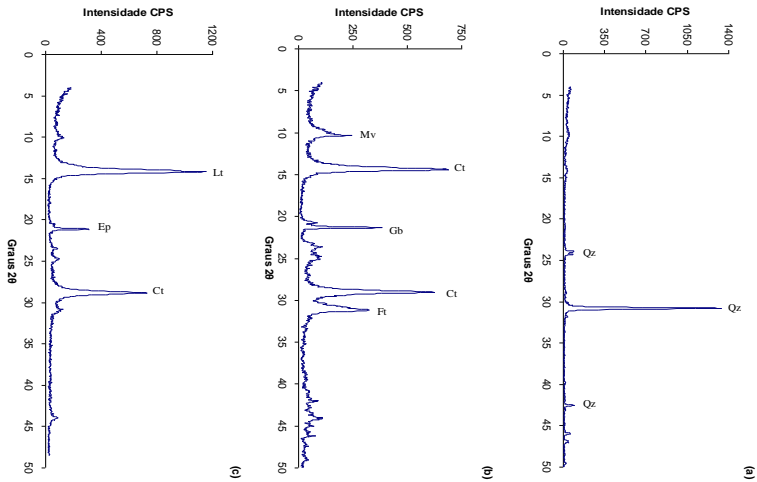 Intensidade CPS
0
350
700
1050
1400
0
5
10
15
20
25
30
35
40
45
50
Graus 2θ
Qz
Qz
Qz
(a)
Intensidade CPS
0
250
500
750
0
5
10
15
20
25
30
35
40
45
50
Graus 2θ
Mv
Ct
Gb
Ct
Ft
(b)
Intensidade CPS
0
400
800
1200
0
5
10
15
20
25
30
35
40
45
50
Graus 2θ
Lt
Ep
Ct
(c)